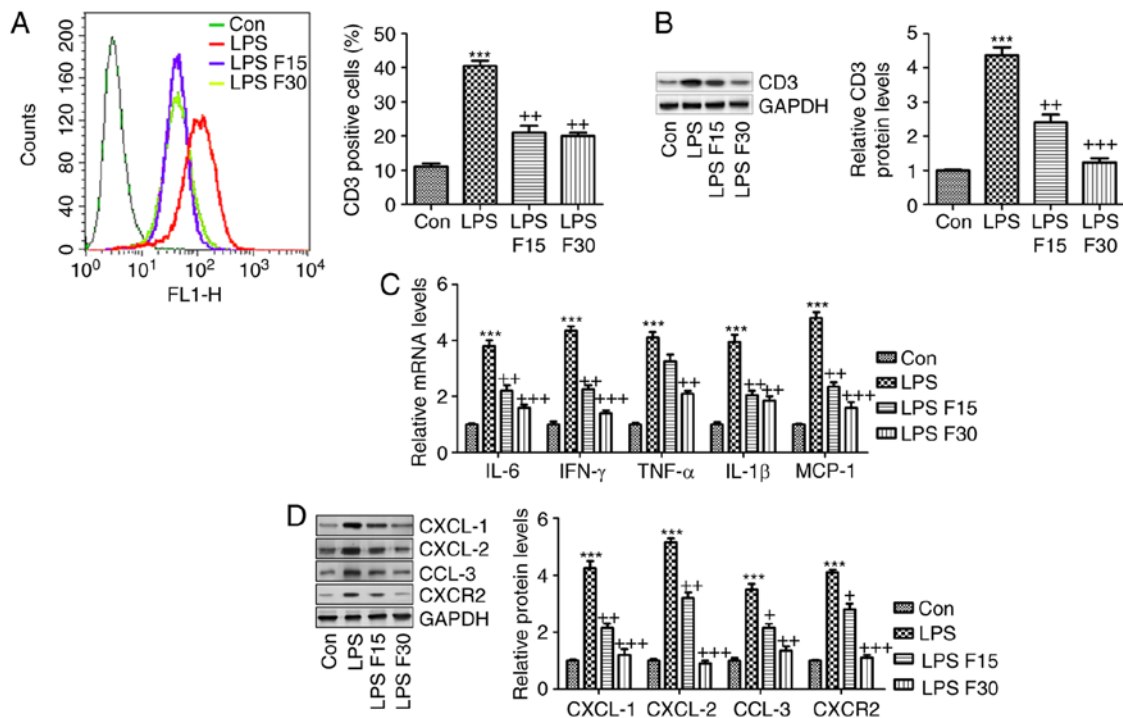 A
Con
LPS
LPS F15
LPS F30
Counts
200
160
120
80
40
0
10⁰ 10¹ 10² 10³ 10⁴
FL1-H
CD3 positive cells (%)
50
40
30
20
10
0
***
++
++
Con LPS LPS F15 LPS F30
B
CD3
GAPDH
Con
LPS
LPS F15
LPS F30
Relative CD3
protein levels
5
4
3
2
1
0
***
++
+++
Con LPS LPS F15 LPS F30
C
Relative mRNA levels
6
4
2
0
*** ++ +++
*** ++ +++
*** ++
*** ++ ++
*** ++ +++
IL-6 IFN-γ TNF-α IL-1β MCP-1
Con
LPS
LPS F15
LPS F30
D
CXCL-1
CXCL-2
CCL-3
CXCR2
GAPDH
Con
LPS
LPS F15
LPS F30
Relative protein levels
6
4
2
0
*** ++ +++
*** ++ +++
*** + ++
*** + +++
CXCL-1 CXCL-2 CCL-3 CXCR2
Con
LPS
LPS F15
LPS F30